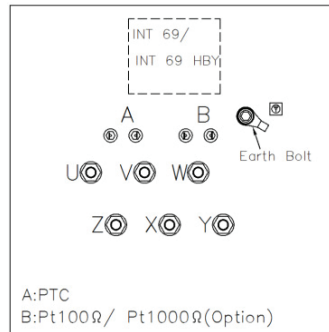 INT 69/
INT 69 HBY
A B
Earth Bolt
U V W
Z X Y
A:PTC
B:Pt100Ω/ Pt1000Ω(Option)